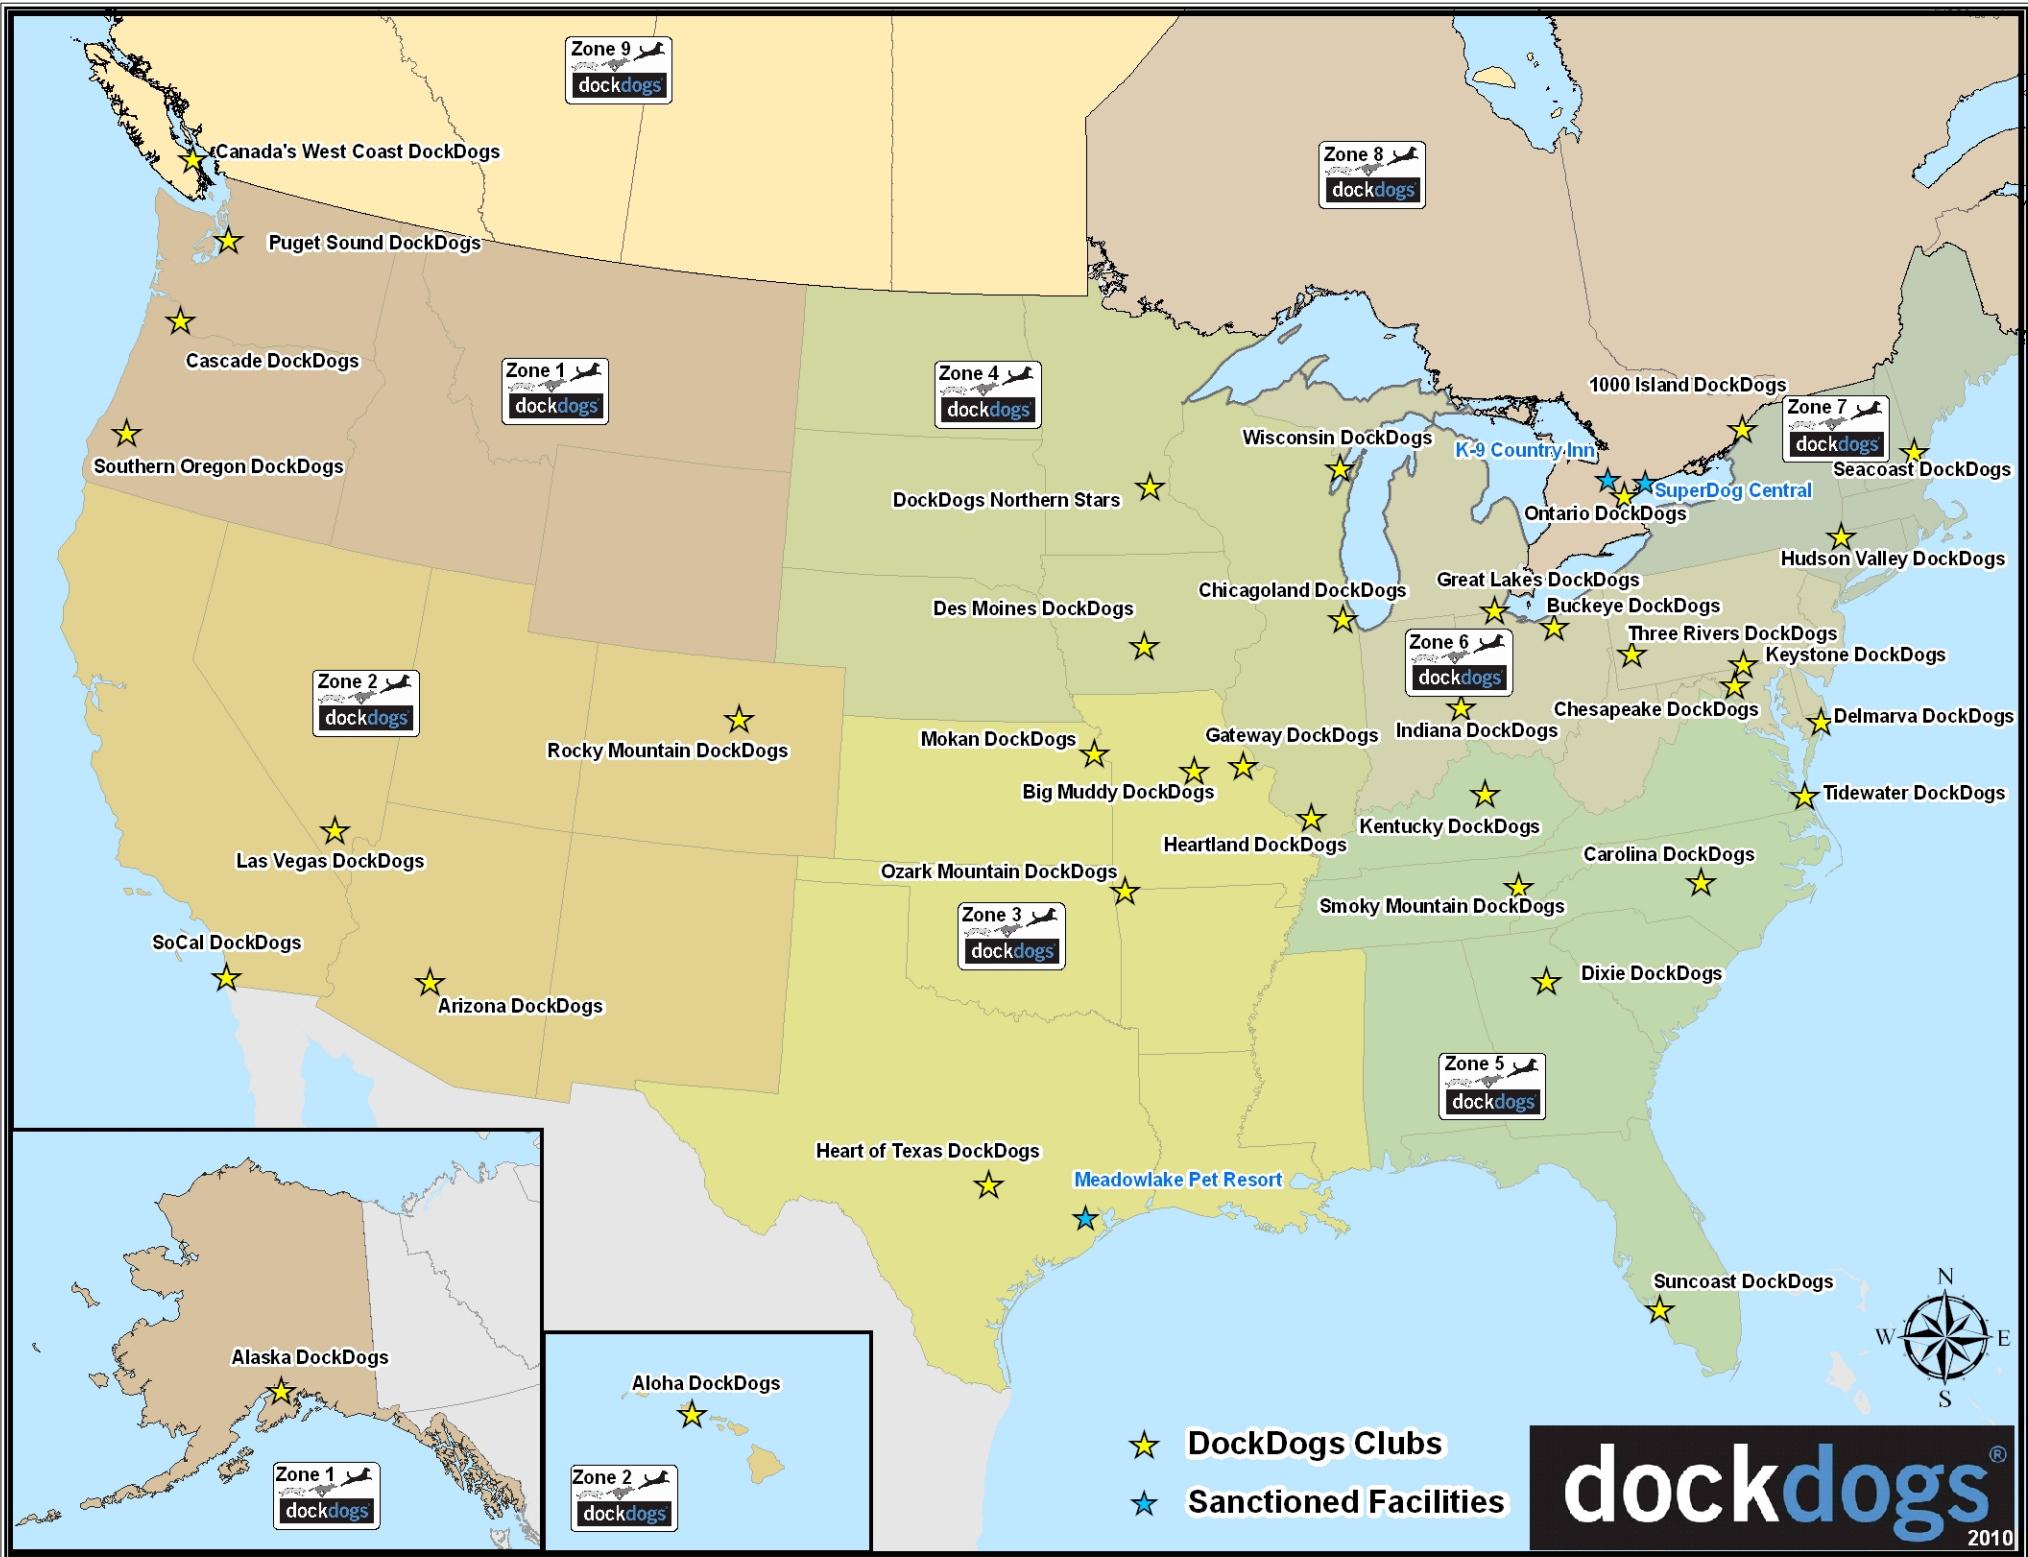 Zone 9
dockdogs
Canada's West Coast DockDogs
Zone 8
dockdogs
Puget Sound DockDogs
Cascade DockDogs
Zone 1
dockdogs
Zone 4
dockdogs
1000 Island DockDogs
Zone 7
dockdogs
Southern Oregon DockDogs
Wisconsin DockDogs
K-9 Country Inn
Seacoast DockDogs
DockDogs Northern Stars
SuperDog Central
Ontario DockDogs
Hudson Valley DockDogs
Great Lakes DockDogs
Chicagoland DockDogs
Des Moines DockDogs
Buckeye DockDogs
Three Rivers DockDogs
Zone 6
dockdogs
Keystone DockDogs
Zone 2
dockdogs
Chesapeake DockDogs
Delmarva DockDogs
Indiana DockDogs
Rocky Mountain DockDogs
Mokan DockDogs
Gateway DockDogs
Big Muddy DockDogs
Tidewater DockDogs
Kentucky DockDogs
Heartland DockDogs
Las Vegas DockDogs
Carolina DockDogs
Ozark Mountain DockDogs
Smoky Mountain DockDogs
Zone 3
dockdogs
SoCal DockDogs
Dixie DockDogs
Arizona DockDogs
Zone 5
dockdogs
Heart of Texas DockDogs
Meadowlake Pet Resort
Suncoast DockDogs
N
W
E
S
Alaska DockDogs
Aloha DockDogs
Zone 1
dockdogs
Zone 2
dockdogs
DockDogs Clubs
Sanctioned Facilities
dockdogs®
2010